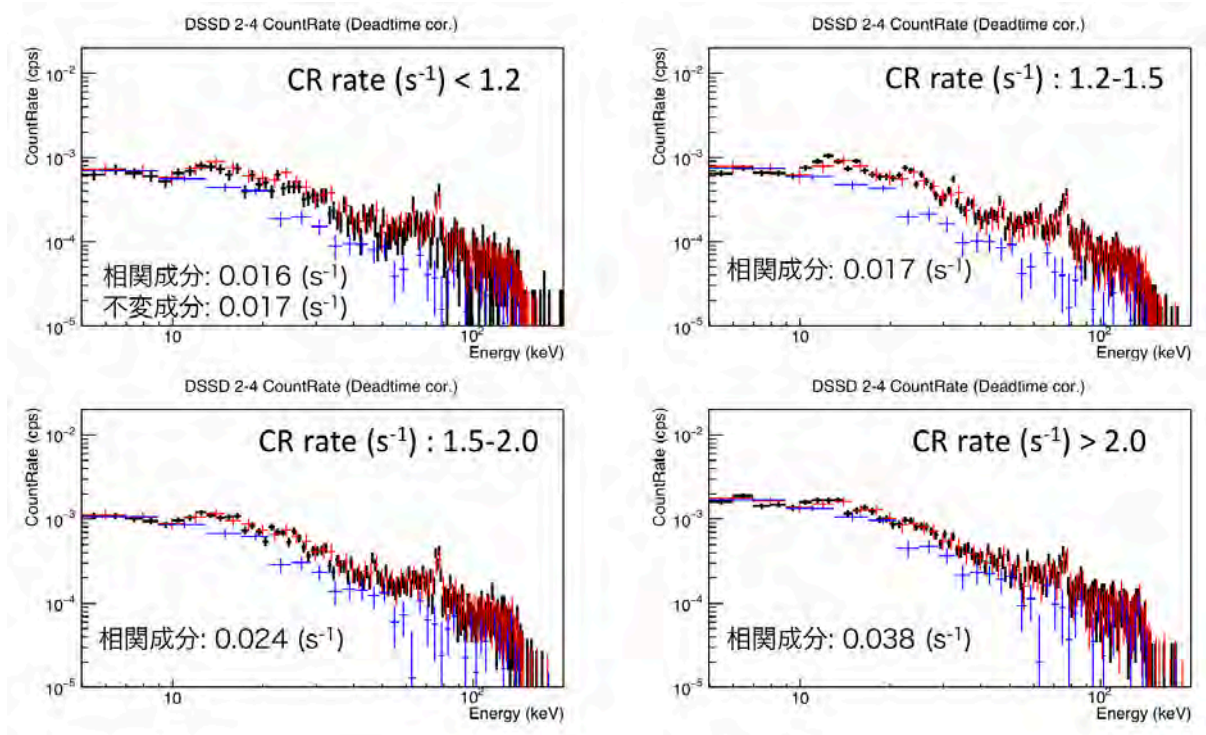 DSSD 2-4 CountRate (Deadtime cor.)
CountRate (cps)
10⁻²
10⁻³
10⁻⁴
10⁻⁵
CR rate (s⁻¹) < 1.2
相関成分: 0.016 (s⁻¹)
不変成分: 0.017 (s⁻¹)
10
10²
Energy (keV)
DSSD 2-4 CountRate (Deadtime cor.)
CountRate (cps)
10⁻²
10⁻³
10⁻⁴
10⁻⁵
CR rate (s⁻¹) : 1.2-1.5
相関成分: 0.017 (s⁻¹)
10
10²
Energy (keV)
DSSD 2-4 CountRate (Deadtime cor.)
CountRate (cps)
10⁻²
10⁻³
10⁻⁴
10⁻⁵
CR rate (s⁻¹) : 1.5-2.0
相関成分: 0.024 (s⁻¹)
10
10²
Energy (keV)
DSSD 2-4 CountRate (Deadtime cor.)
CountRate (cps)
10⁻²
10⁻³
10⁻⁴
10⁻⁵
CR rate (s⁻¹) > 2.0
相関成分: 0.038 (s⁻¹)
10
10²
Energy (keV)